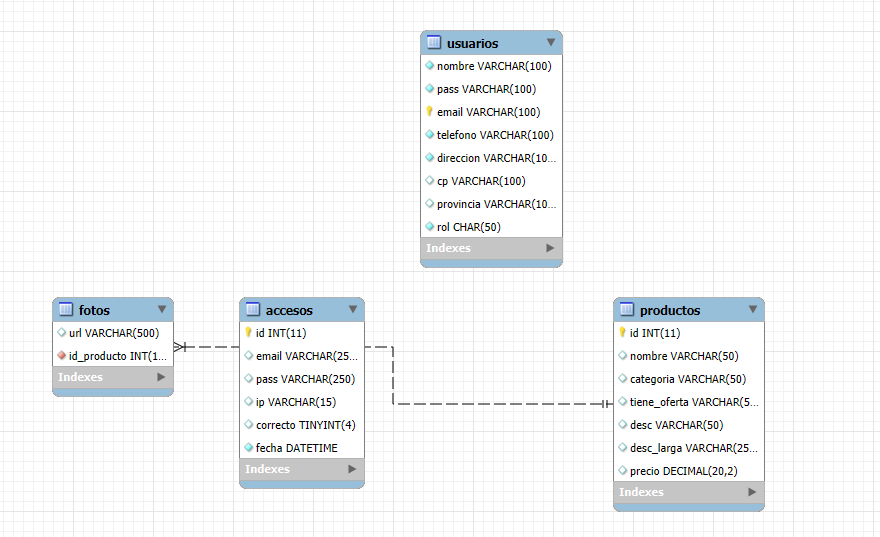 usuarios
nombre VARCHAR(100)
pass VARCHAR(100)
email VARCHAR(100)
telefono VARCHAR(100)
direccion VARCHAR(10...
cp VARCHAR(100)
provincia VARCHAR(10...
rol CHAR(50)
Indexes
fotos
url VARCHAR(500)
id_producto INT(1...
Indexes
accesos
id INT(11)
email VARCHAR(25...
pass VARCHAR(250)
ip VARCHAR(15)
correcto TINYINT(4)
fecha DATETIME
Indexes
productos
id INT(11)
nombre VARCHAR(50)
categoria VARCHAR(50)
tiene_oferta VARCHAR(5...
desc VARCHAR(50)
desc_larga VARCHAR(25...
precio DECIMAL(20,2)
Indexes